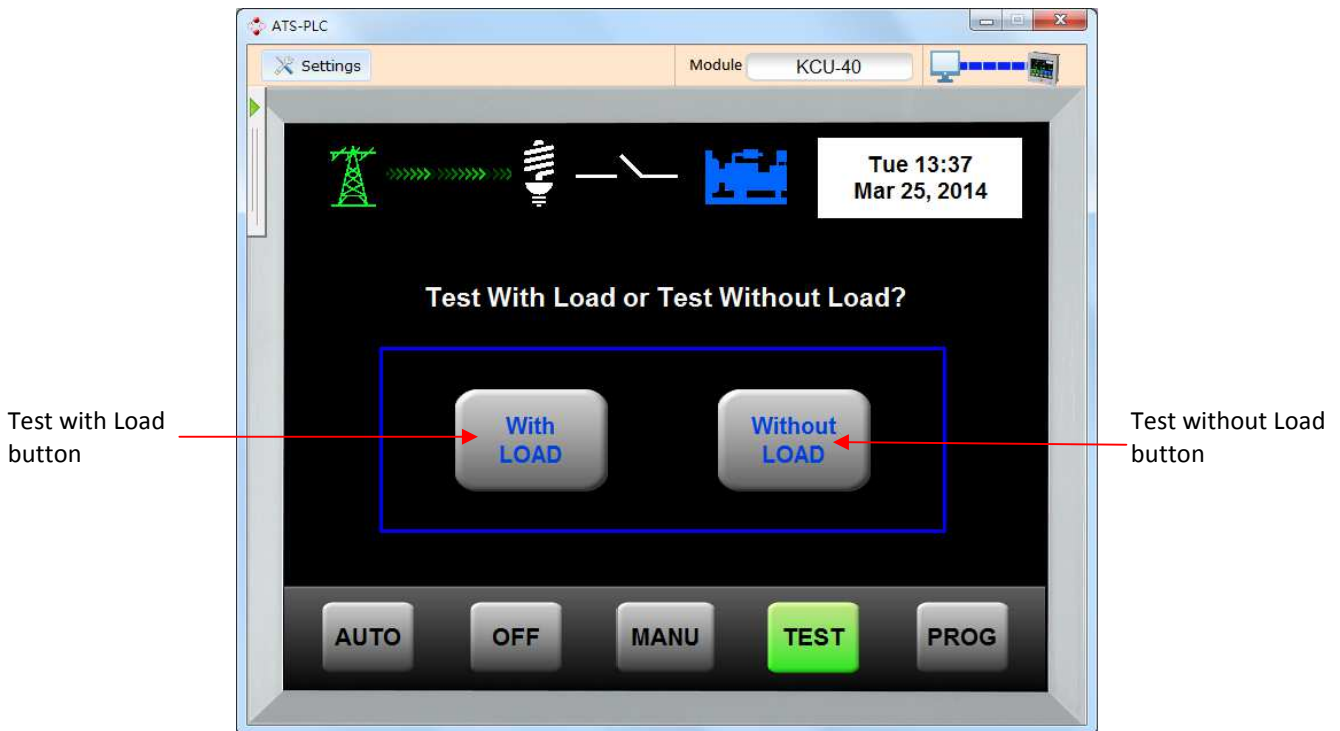 ATS-PLC
Settings
Module KCU-40
Tue 13:37
Mar 25, 2014
Test With Load or Test Without Load?
Test with Load
button
With
LOAD
Without
LOAD
Test without Load
button
AUTO OFF MANU TEST PROG